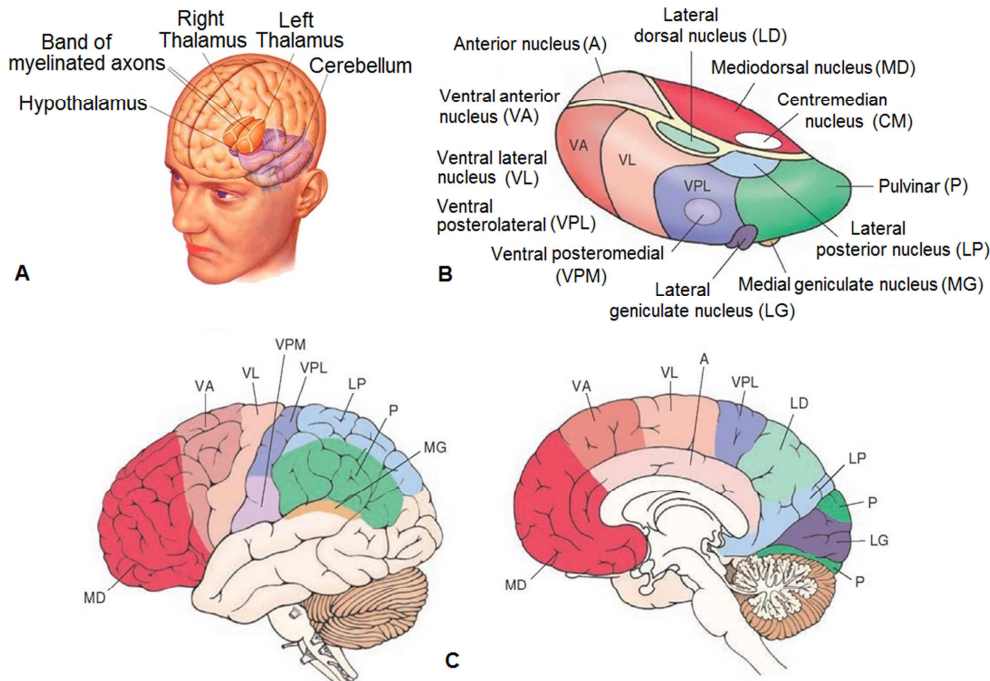 Right
Thalamus
Left
Thalamus
Band of
myelinated axons
Cerebellum
Hypothalamus
A
Lateral
dorsal nucleus (LD)
Anterior nucleus (A)
Mediodorsal nucleus (MD)
Ventral anterior
nucleus (VA)
Centremedian
nucleus (CM)
VA
VL
Ventral lateral
nucleus (VL)
VPL
Pulvinar (P)
Ventral
posterolateral (VPL)
Lateral
posterior nucleus (LP)
Ventral posteromedial
(VPM)
B
Medial geniculate nucleus (MG)
Lateral
geniculate nucleus (LG)
VPM
VL
VPL
VA
LP
P
MG
MD
A
VL
VPL
VA
LD
LP
P
LG
P
MD
C